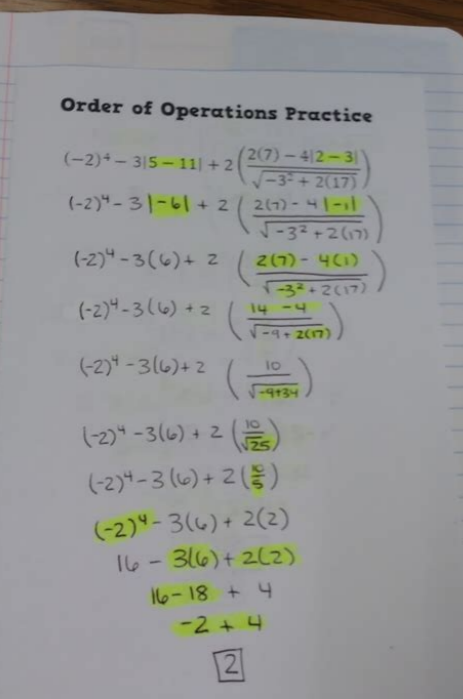 Order of Operations Practice
(-2)⁴ - 3|5 - 11| + 2((2(7) - 4|2 - 3|)/√(-3² + 2(17)))
(-2)⁴ - 3|-6| + 2((2(7) - 4|-1|)/√(-3² + 2(17)))
(-2)⁴ - 3(6) + 2((2(7) - 4(1))/√(-3² + 2(17)))
(-2)⁴ - 3(6) + 2((14 - 4)/√(-9 + 2(17)))
(-2)⁴ - 3(6) + 2(10/√(-9+34))
(-2)⁴ - 3(6) + 2(10/√25)
(-2)⁴ - 3(6) + 2(10/5)
(-2)⁴ - 3(6) + 2(2)
16 - 3(6) + 2(2)
16 - 18 + 4
-2 + 4
2